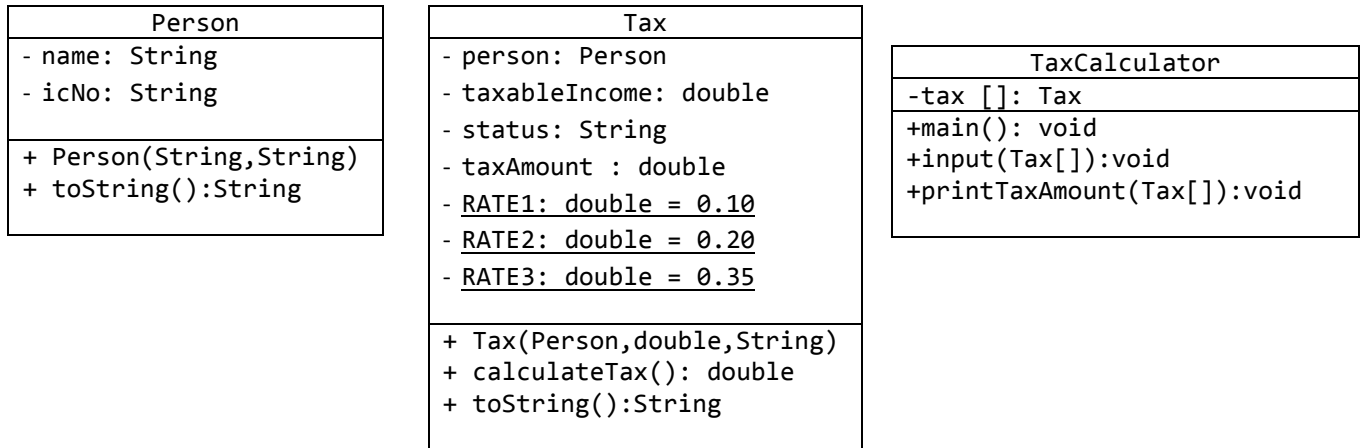 Person
- name: String
- icNo: String
+ Person(String,String)
+ toString():String
Tax
- person: Person
- taxableIncome: double
- status: String
- taxAmount : double
- RATE1: double = 0.10
- RATE2: double = 0.20
- RATE3: double = 0.35
+ Tax(Person,double,String)
+ calculateTax(): double
+ toString():String
TaxCalculator
-tax []: Tax
+main(): void
+input(Tax[]):void
+printTaxAmount(Tax[]):void